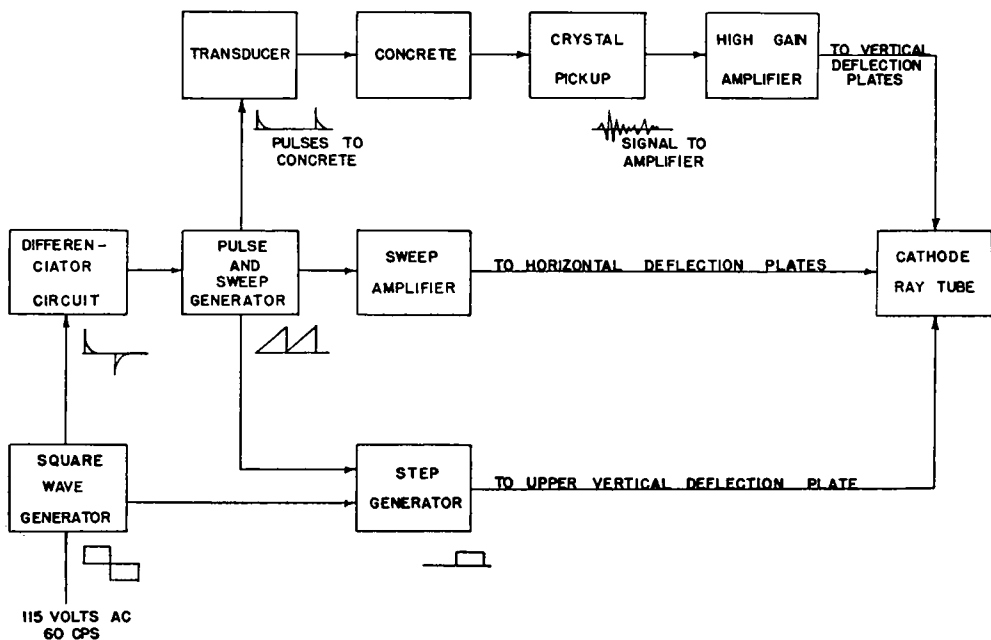 TRANSDUCER
CONCRETE
CRYSTAL
PICKUP
HIGH GAIN
AMPLIFIER
TO VERTICAL
DEFLECTION
PLATES
PULSES TO
CONCRETE
SIGNAL TO
AMPLIFIER
DIFFEREN-
CIATOR
CIRCUIT
PULSE
AND
SWEEP
GENERATOR
SWEEP
AMPLIFIER
TO HORIZONTAL DEFLECTION PLATES
CATHODE
RAY TUBE
SQUARE
WAVE
GENERATOR
STEP
GENERATOR
TO UPPER VERTICAL DEFLECTION PLATE
115 VOLTS AC
60 CPS